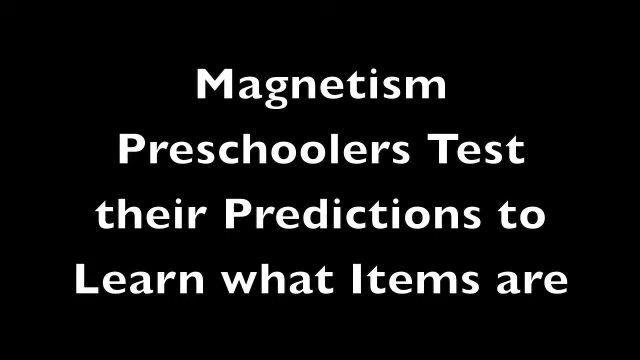 Magnetism
Preschoolers Test
their Predictions to
Learn what Items are